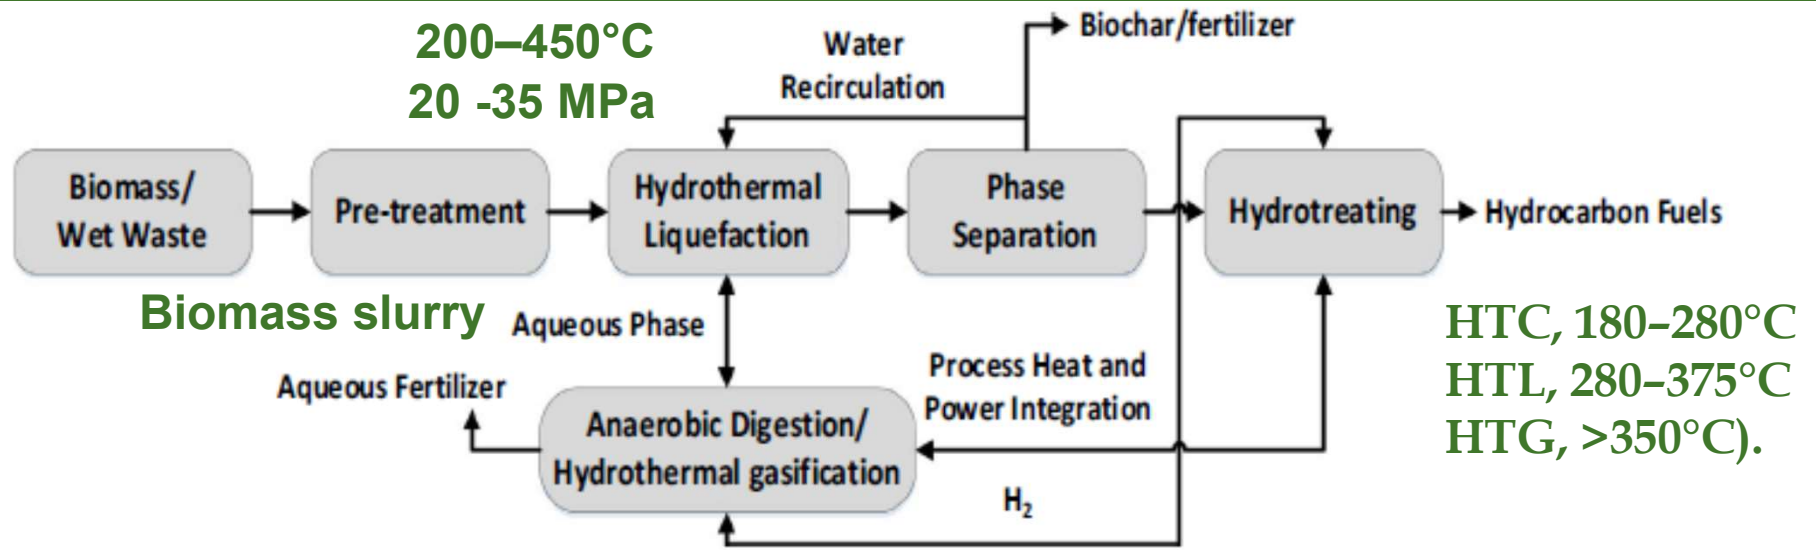 200–450°C
20 -35 MPa
Water
Recirculation
Biochar/fertilizer
Biomass/
Wet Waste
Pre-treatment
Hydrothermal
Liquefaction
Phase
Separation
Hydrotreating
Hydrocarbon Fuels
Biomass slurry
Aqueous Phase
Aqueous Fertilizer
Anaerobic Digestion/
Hydrothermal gasification
Process Heat and
Power Integration
H₂
HTC, 180–280°C
HTL, 280–375°C
HTG, >350°C).